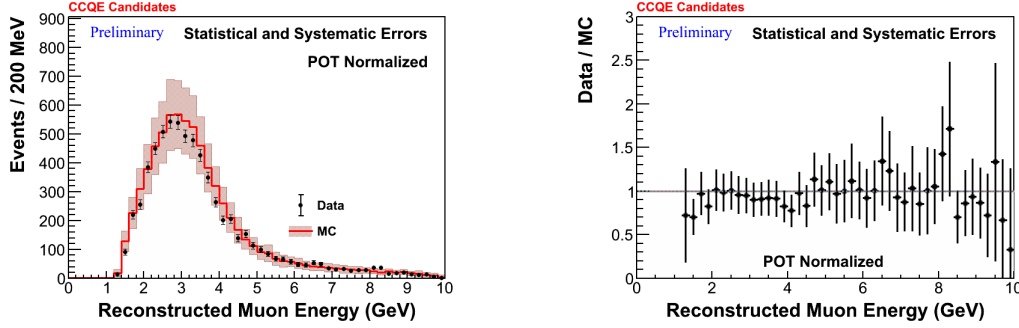 CCQE Candidates
Preliminary
Statistical and Systematic Errors
POT Normalized
Data
MC
Events / 200 MeV
900
800
700
600
500
400
300
200
100
0
0 1 2 3 4 5 6 7 8 9 10
Reconstructed Muon Energy (GeV)
CCQE Candidates
Preliminary
Statistical and Systematic Errors
POT Normalized
Data / MC
3
2.5
2
1.5
1
0.5
0
0 2 4 6 8 10
Reconstructed Muon Energy (GeV)